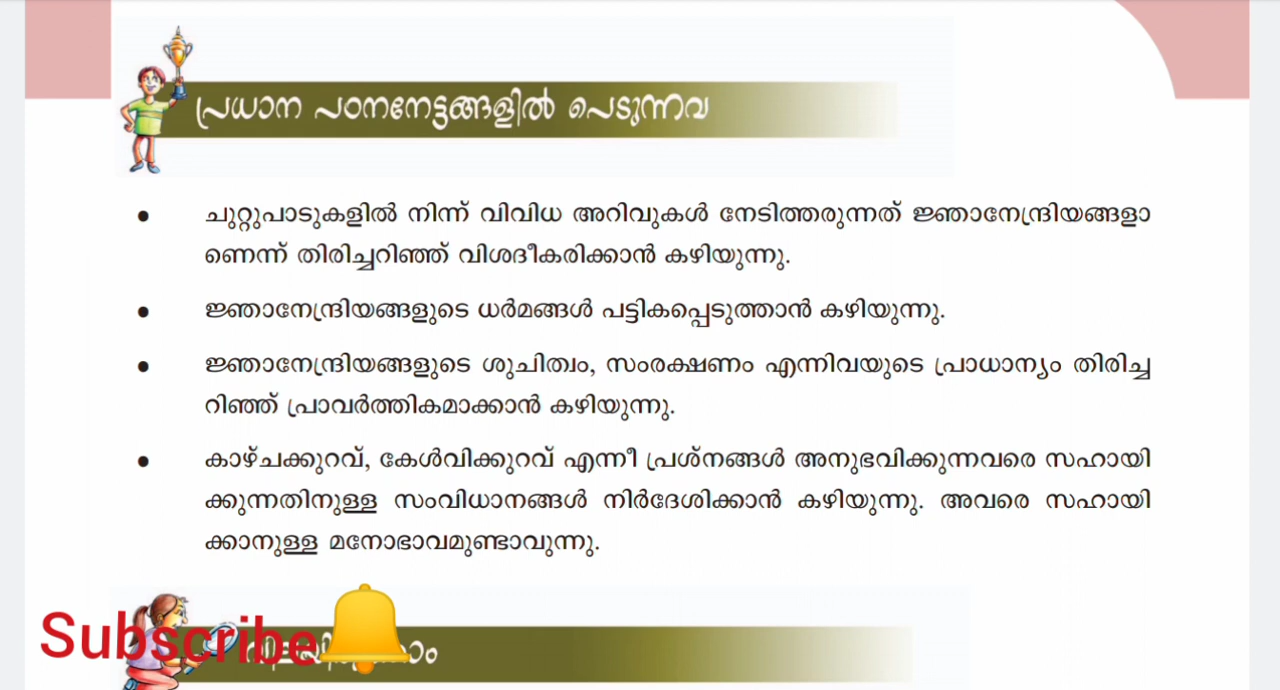 പ്രധാന പഠനനേട്ടങ്ങളിൽ പെടുന്നവ
• ചുറ്റുപാടുകളിൽ നിന്ന് വിവിധ അറിവുകൾ നേടിത്തരുന്നത് ജ്ഞാനേന്ദ്രിയങ്ങളാ
ണെന്ന് തിരിച്ചറിഞ്ഞ് വിശദീകരിക്കാൻ കഴിയുന്നു.
• ജ്ഞാനേന്ദ്രിയങ്ങളുടെ ധർമങ്ങൾ പട്ടികപ്പെടുത്താൻ കഴിയുന്നു.
• ജ്ഞാനേന്ദ്രിയങ്ങളുടെ ശുചിത്വം, സംരക്ഷണം എന്നിവയുടെ പ്രാധാന്യം തിരിച്ച
റിഞ്ഞ് പ്രാവർത്തികമാക്കാൻ കഴിയുന്നു.
• കാഴ്ചക്കുറവ്, കേൾവിക്കുറവ് എന്നീ പ്രശ്നങ്ങൾ അനുഭവിക്കുന്നവരെ സഹായി
ക്കുന്നതിനുള്ള സംവിധാനങ്ങൾ നിർദേശിക്കാൻ കഴിയുന്നു. അവരെ സഹായി
ക്കാനുള്ള മനോഭാവമുണ്ടാവുന്നു.
Subscribe